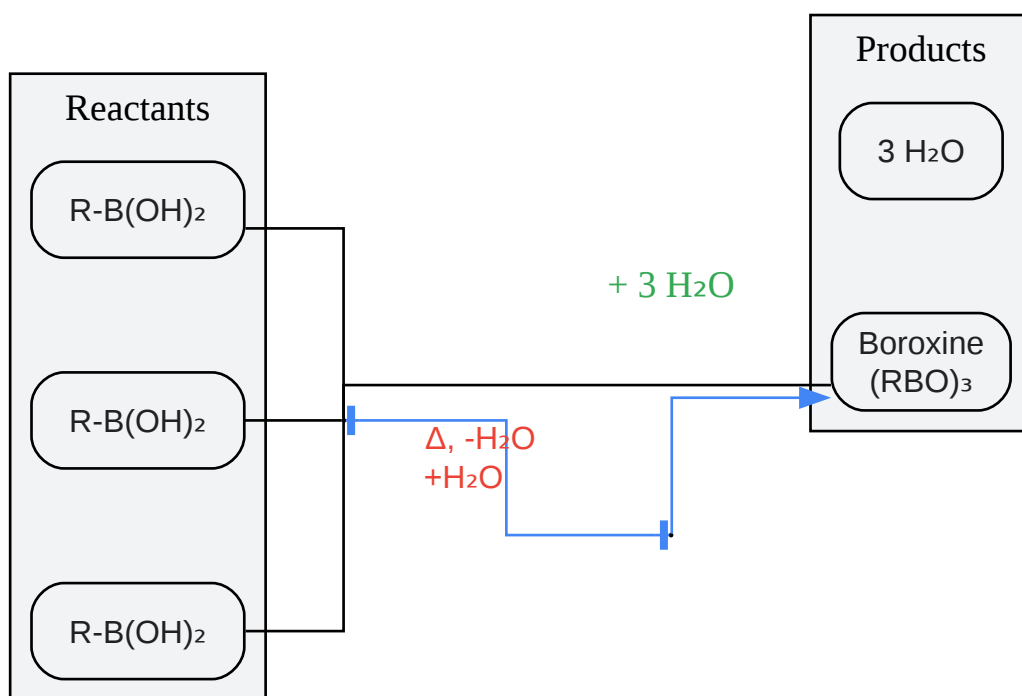 Reactants
R-B(OH)₂
R-B(OH)₂
R-B(OH)₂
Δ, -H₂O
+H₂O
+ 3 H₂O
Products
3 H₂O
Boroxine
(RBO)₃